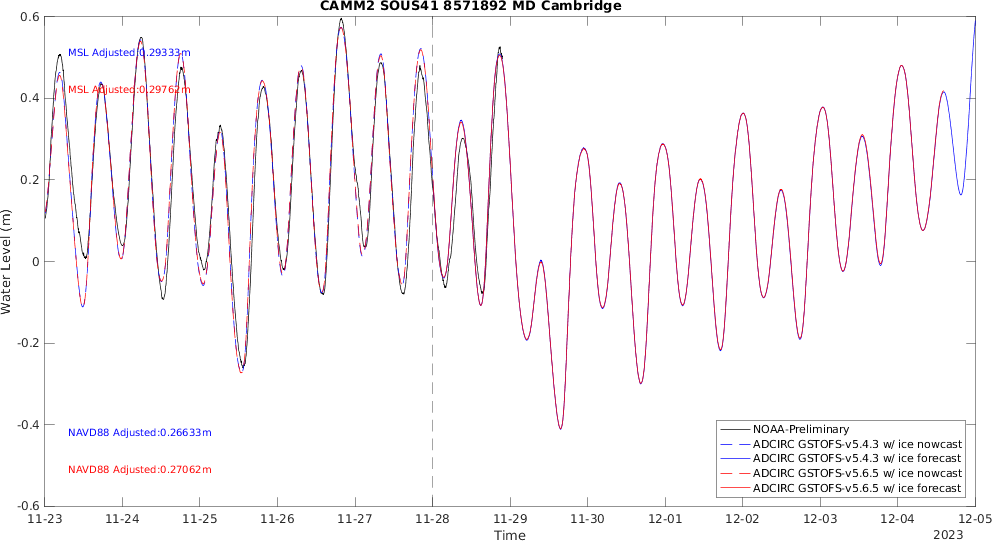 CAMM2 SOUS41 8571892 MD Cambridge
0.6
0.4
0.2
0
-0.2
-0.4
-0.6
Water Level (m)
MSL Adjusted:0.29333m
MSL Adjusted:0.29762m
NAVD88 Adjusted:0.26633m
NAVD88 Adjusted:0.27062m
NOAA-Preliminary
ADCIRC GSTOFS-v5.4.3 w/ ice nowcast
ADCIRC GSTOFS-v5.4.3 w/ ice forecast
ADCIRC GSTOFS-v5.6.5 w/ ice nowcast
ADCIRC GSTOFS-v5.6.5 w/ ice forecast
11-23 11-24 11-25 11-26 11-27 11-28 11-29 11-30 12-01 12-02 12-03 12-04 12-05
Time
2023